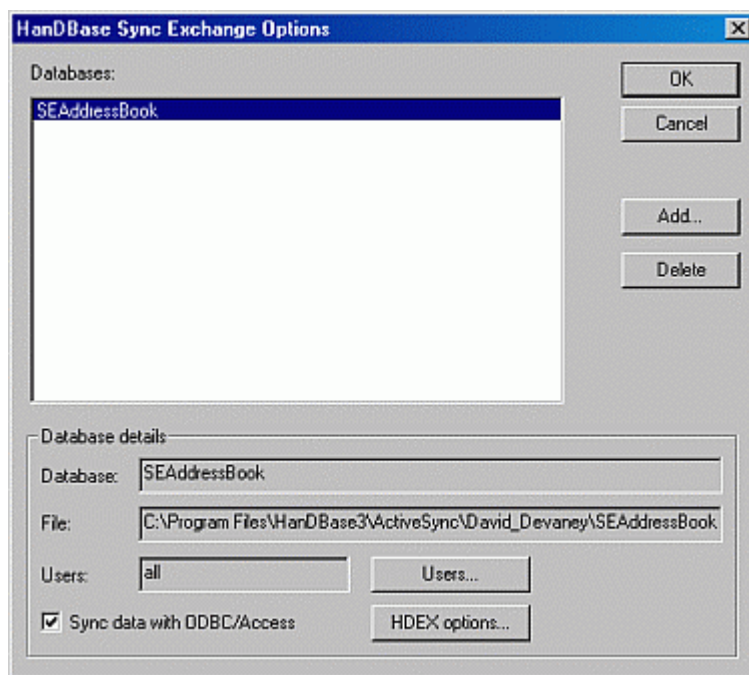 HanDBase Sync Exchange Options
Databases:
SEAddressBook
OK
Cancel
Add...
Delete
Database details
Database: SEAddressBook
File: C:\Program Files\HanDBase3\ActiveSync\David_Devaney\SEAddressBook
Users: all Users...
Sync data with ODBC/Access HDEX options...